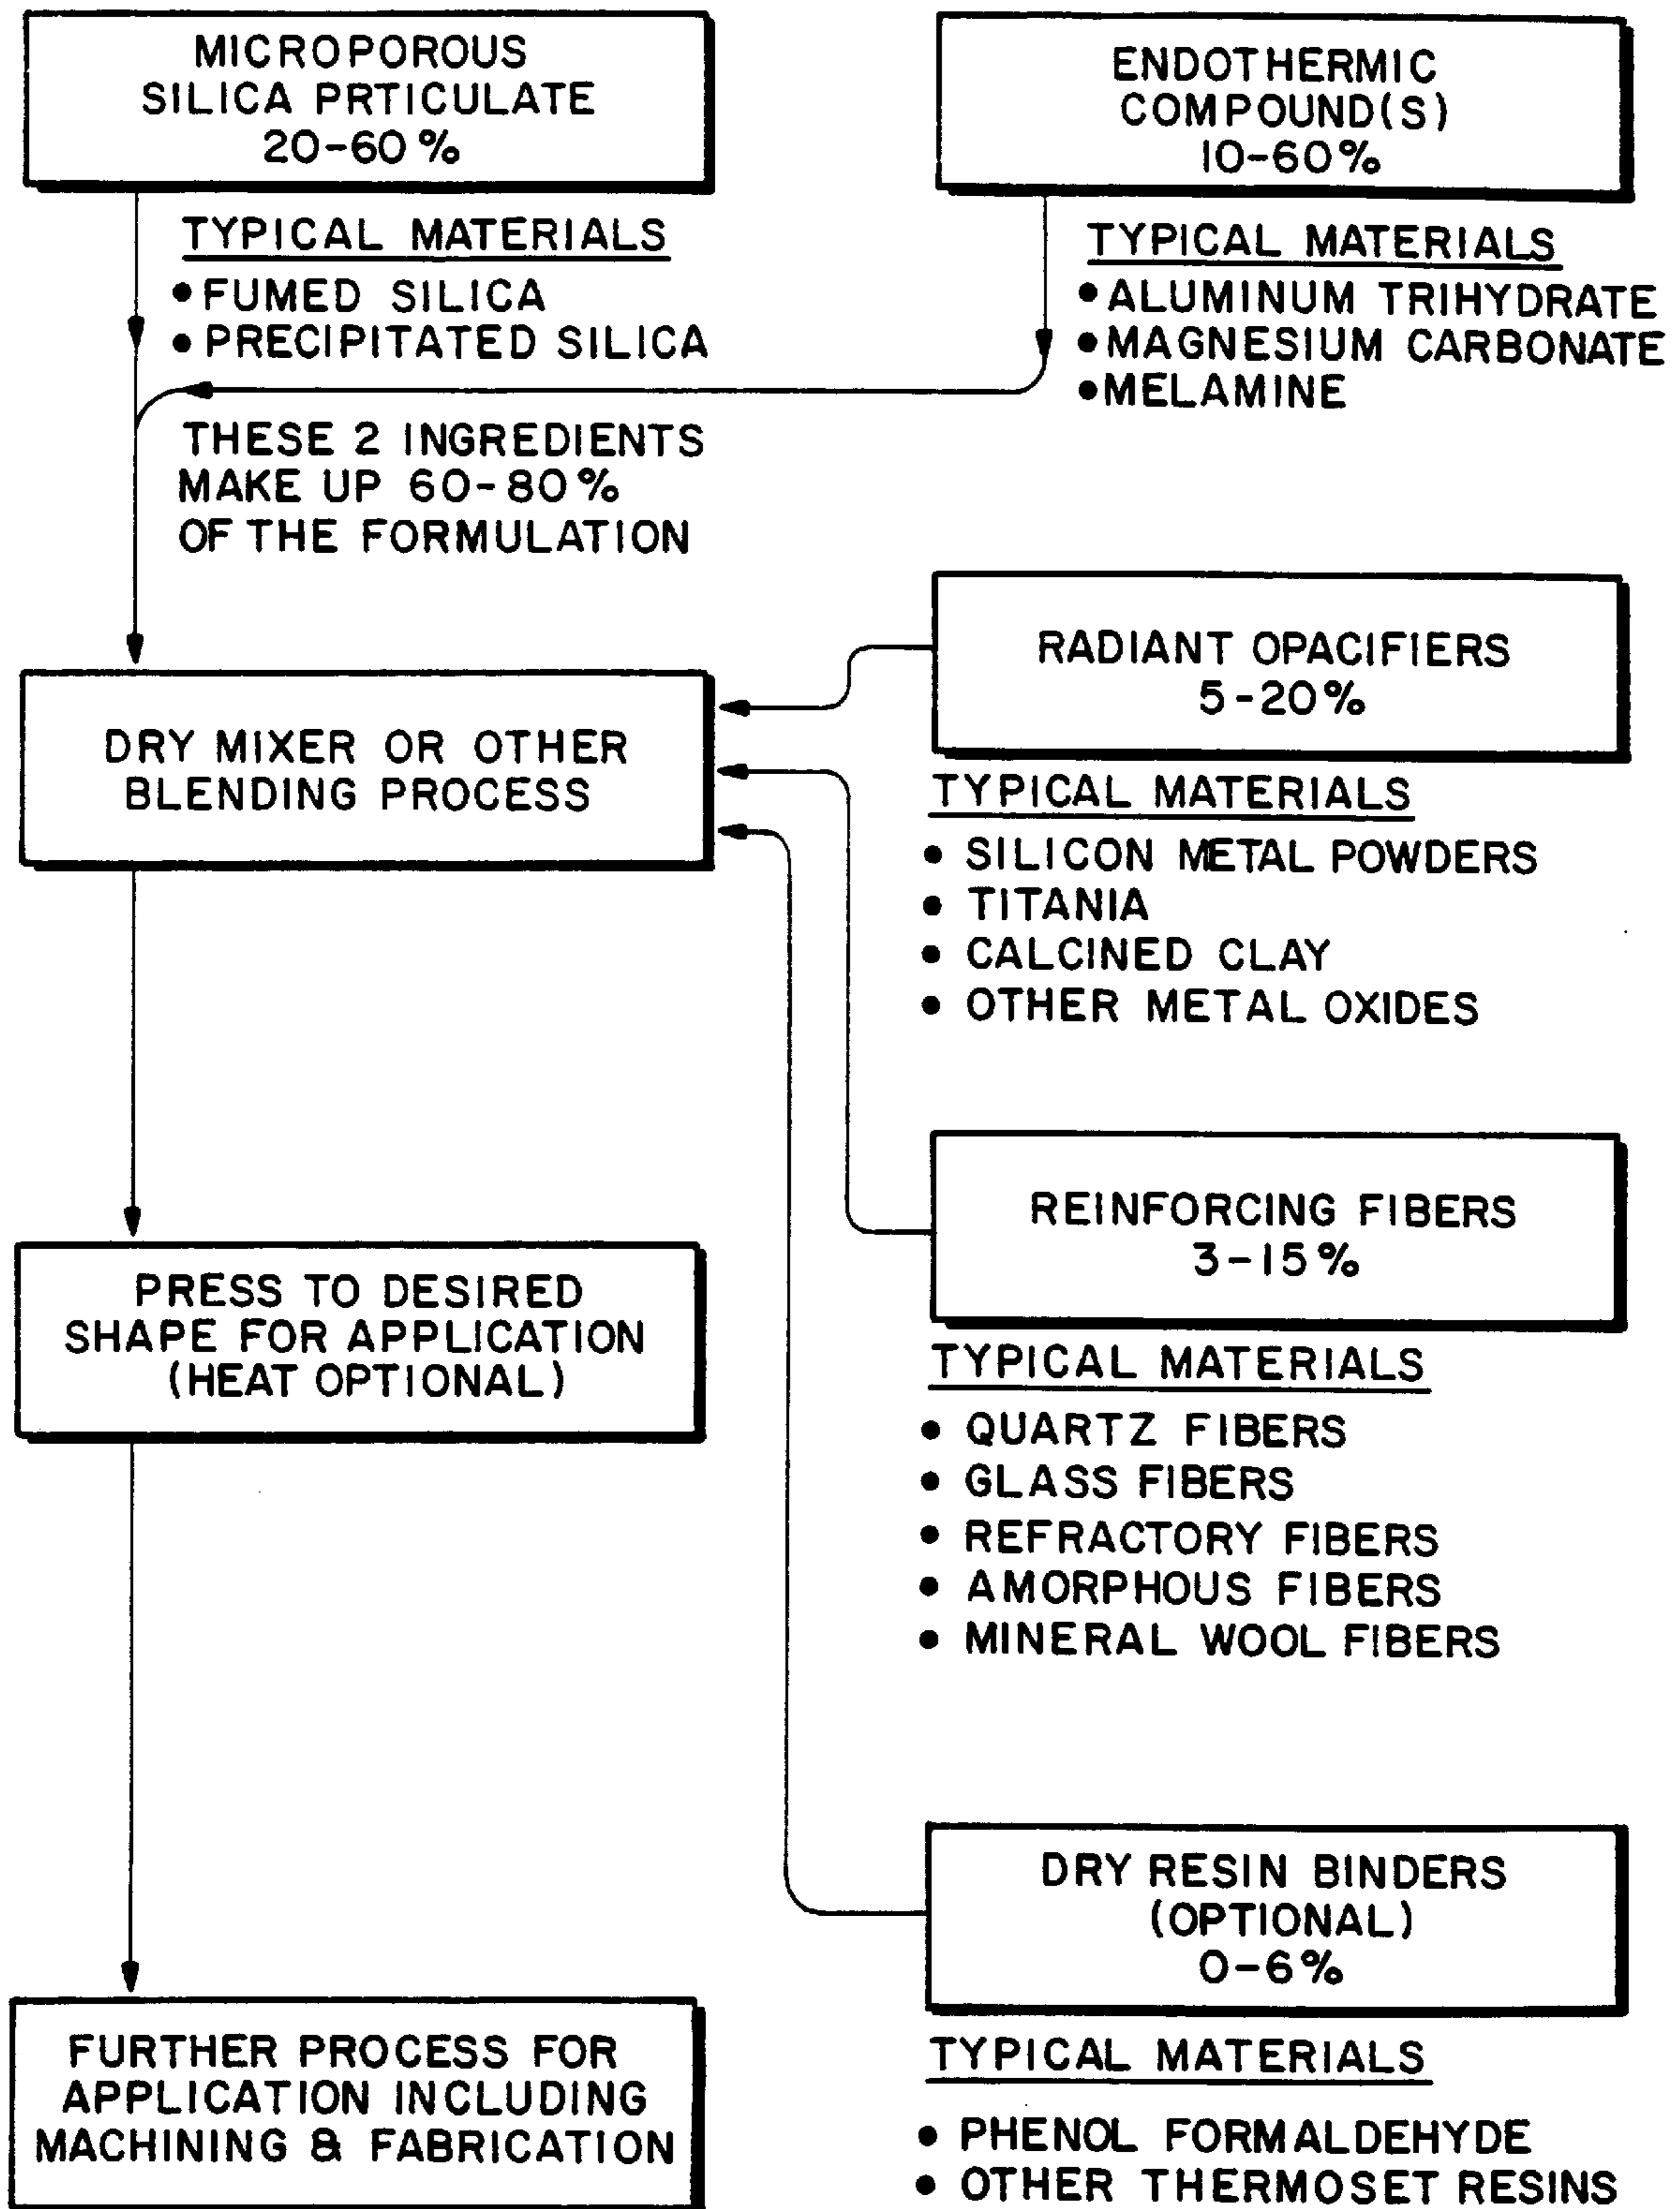 MICROPOROUS
SILICA PRTICULATE
20-60%
ENDOTHERMIC
COMPOUND(S)
10-60%
TYPICAL MATERIALS
• FUMED SILICA
• PRECIPITATED SILICA
TYPICAL MATERIALS
• ALUMINUM TRIHYDRATE
• MAGNESIUM CARBONATE
• MELAMINE
THESE 2 INGREDIENTS
MAKE UP 60-80%
OF THE FORMULATION
DRY MIXER OR OTHER
BLENDING PROCESS
RADIANT OPACIFIERS
5-20%
TYPICAL MATERIALS
• SILICON METAL POWDERS
• TITANIA
• CALCINED CLAY
• OTHER METAL OXIDES
REINFORCING FIBERS
3-15%
TYPICAL MATERIALS
• QUARTZ FIBERS
• GLASS FIBERS
• REFRACTORY FIBERS
• AMORPHOUS FIBERS
• MINERAL WOOL FIBERS
PRESS TO DESIRED
SHAPE FOR APPLICATION
(HEAT OPTIONAL)
DRY RESIN BINDERS
(OPTIONAL)
0-6%
TYPICAL MATERIALS
• PHENOL FORMALDEHYDE
• OTHER THERMOSET RESINS
FURTHER PROCESS FOR
APPLICATION INCLUDING
MACHINING & FABRICATION